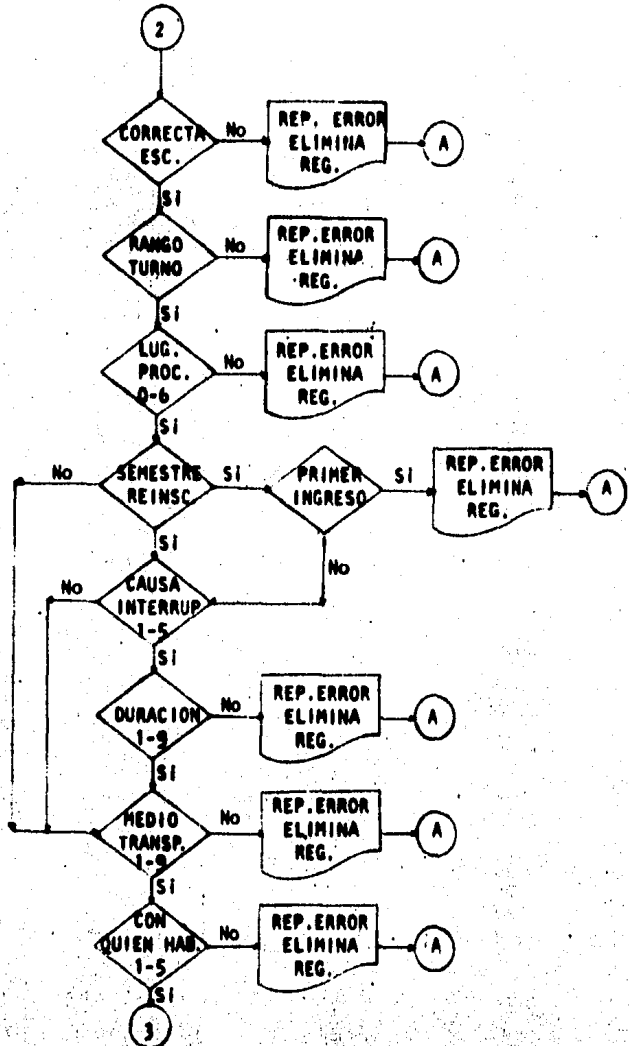 2
CORRECTA
ESC.
No
REP. ERROR
ELIMINA
REG.
A
Si
RANGO
TURNO
No
REP.ERROR
ELIMINA
REG.
A
Si
LUG.
PROC.
0-6
No
REP.ERROR
ELIMINA
REG.
A
Si
No
SEMESTRE
REINSC.
Si
PRIMER
INGRESO
Si
REP.ERROR
ELIMINA
REG.
A
Si
No
No
CAUSA
INTERRUP
1-5
Si
DURACION
1-9
No
REP.ERROR
ELIMINA
REG.
A
Si
MEDIO
TRANSP.
1-9
No
REP.ERROR
ELIMINA
REG.
A
Si
CON
QUIEN HAB.
1-5
No
REP.ERROR
ELIMINA
REG.
A
Si
3